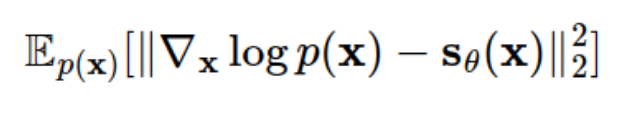 𝔼_{p(𝐱)}[‖∇_𝐱 log p(𝐱) − 𝐬_θ(𝐱)‖₂²]